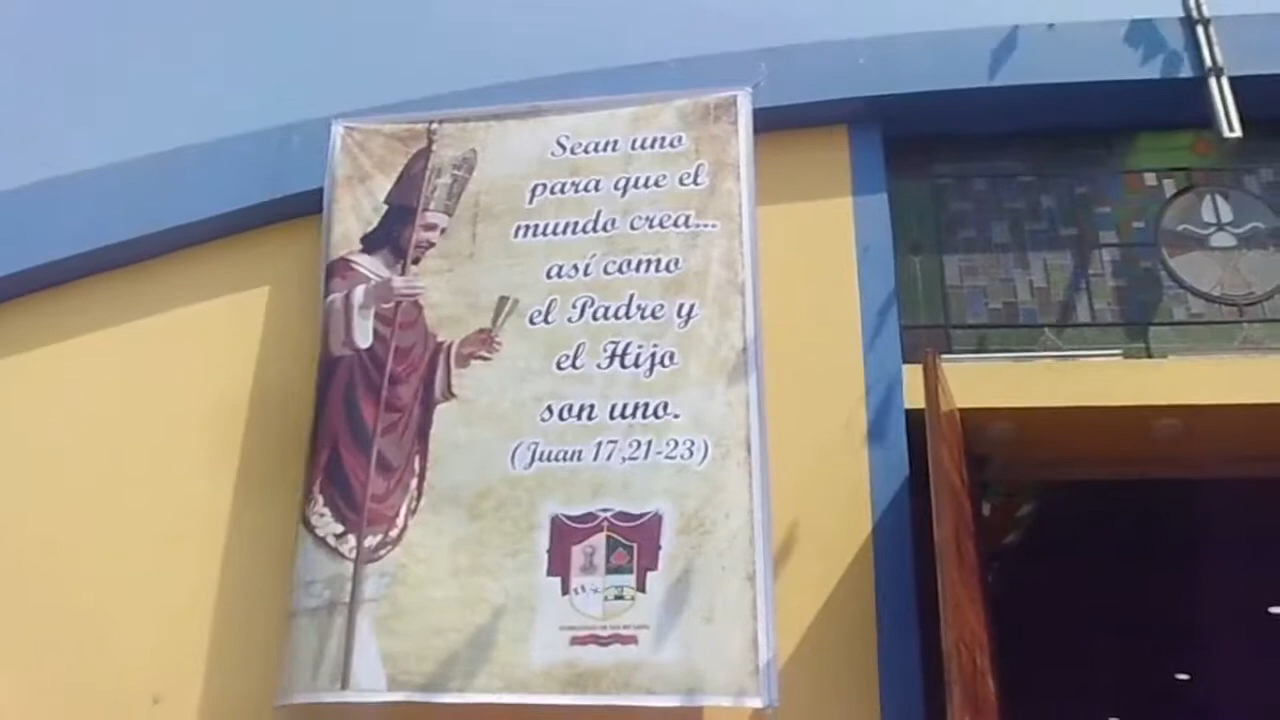 Sean uno
para que el
mundo crea...
así como
el Padre y
el Hijo
son uno.
(Juan 17,21-23)